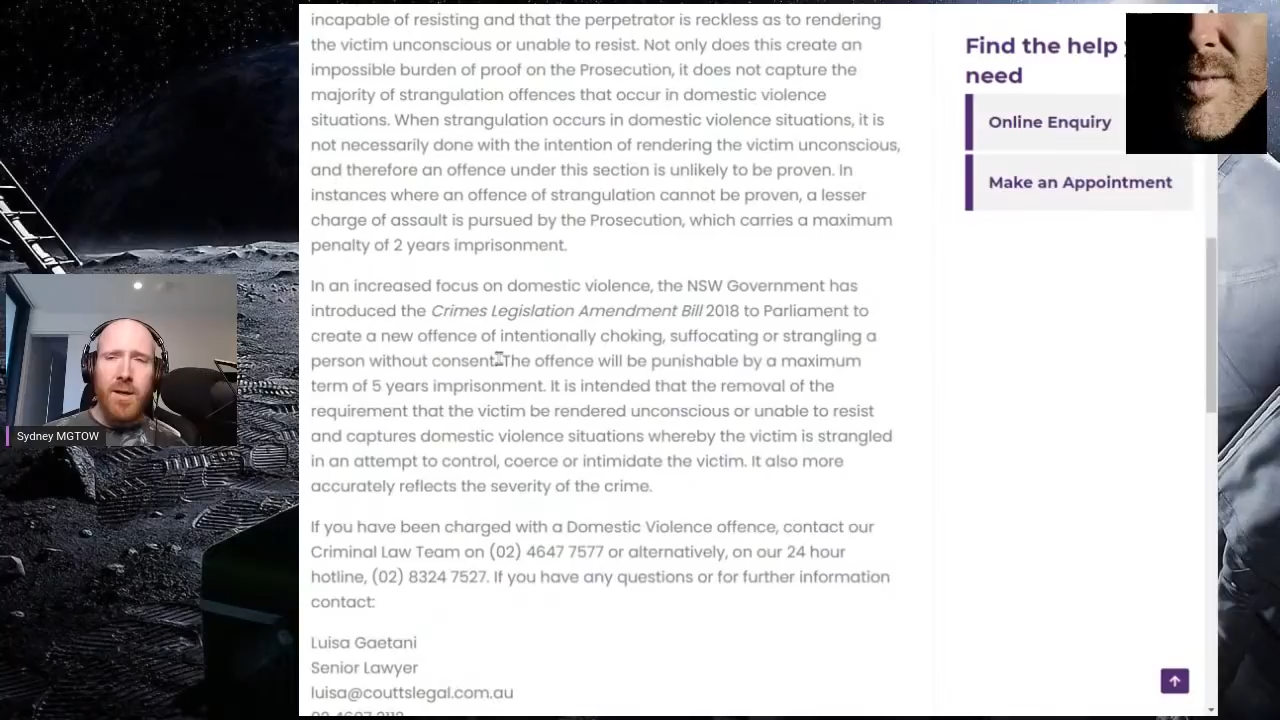 incapable of resisting and that the perpetrator is reckless as to rendering
the victim unconscious or unable to resist. Not only does this create an
impossible burden of proof on the Prosecution, it does not capture the
majority of strangulation offences that occur in domestic violence
situations. When strangulation occurs in domestic violence situations, it is
not necessarily done with the intention of rendering the victim unconscious,
and therefore an offence under this section is unlikely to be proven. In
instances where an offence of strangulation cannot be proven, a lesser
charge of assault is pursued by the Prosecution, which carries a maximum
penalty of 2 years imprisonment.
In an increased focus on domestic violence, the NSW Government has
introduced the Crimes Legislation Amendment Bill 2018 to Parliament to
create a new offence of intentionally choking, suffocating or strangling a
person without consent. The offence will be punishable by a maximum
term of 5 years imprisonment. It is intended that the removal of the
requirement that the victim be rendered unconscious or unable to resist
and captures domestic violence situations whereby the victim is strangled
in an attempt to control, coerce or intimidate the victim. It also more
accurately reflects the severity of the crime.
If you have been charged with a Domestic Violence offence, contact our
Criminal Law Team on (02) 4647 7577 or alternatively, on our 24 hour
hotline, (02) 8324 7527. If you have any questions or for further information
contact:
Luisa Gaetani
Senior Lawyer
luisa@couttslegal.com.au
Find the help
need
Online Enquiry
Make an Appointment
Sydney MGTOW